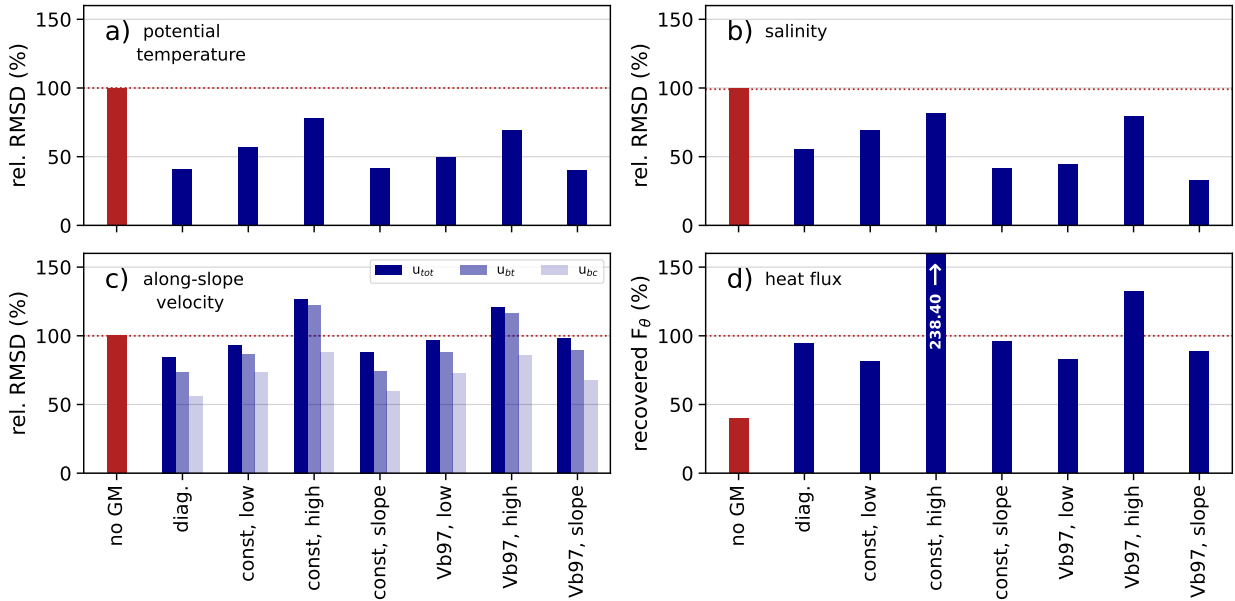 a) potential
temperature
rel. RMSD (%)
150
100
50
0
b) salinity
rel. RMSD (%)
150
100
50
0
c) along-slope
velocity
u_tot u_bt u_bc
rel. RMSD (%)
150
100
50
0
no GM
diag.
const, low
const, high
const, slope
Vb97, low
Vb97, high
Vb97, slope
d) heat flux
238.40 →
recovered F_θ (%)
150
100
50
0
no GM
diag.
const, low
const, high
const, slope
Vb97, low
Vb97, high
Vb97, slope